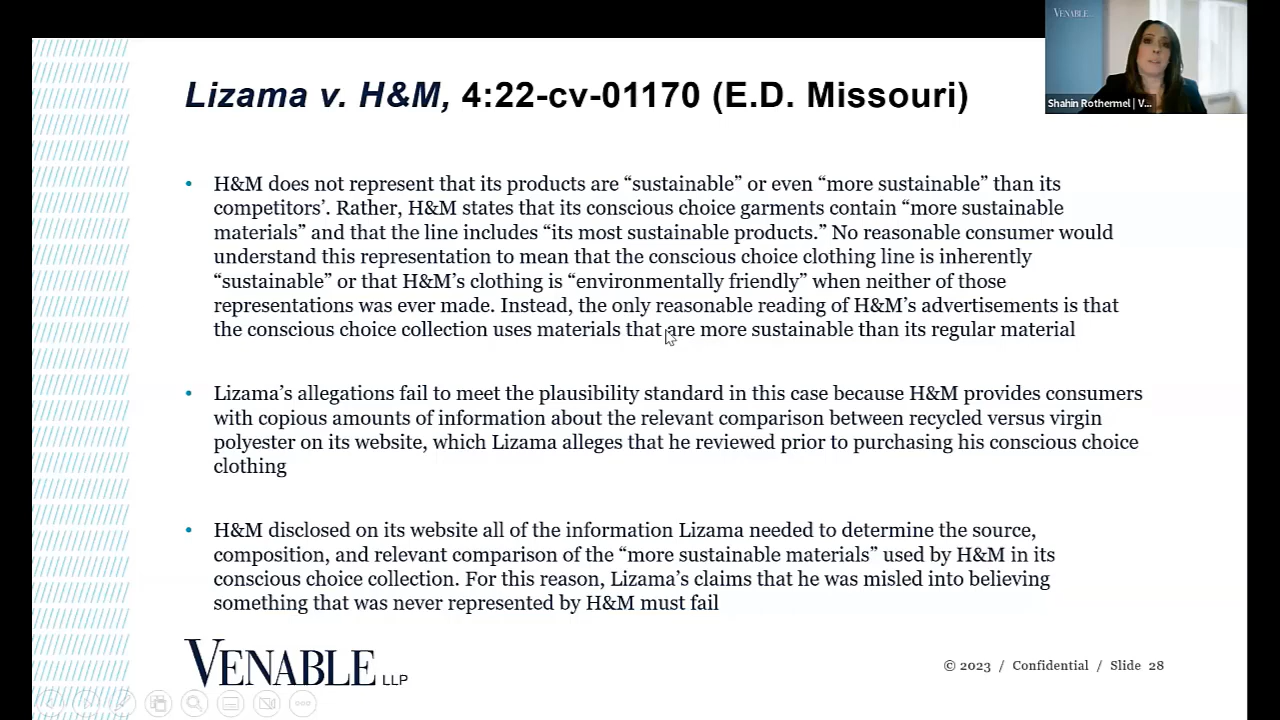 VENABLE
Shahin Rothermel | V...
Lizama v. H&M, 4:22-cv-01170 (E.D. Missouri)
• H&M does not represent that its products are “sustainable” or even “more sustainable” than its
competitors’. Rather, H&M states that its conscious choice garments contain “more sustainable
materials” and that the line includes “its most sustainable products.” No reasonable consumer would
understand this representation to mean that the conscious choice clothing line is inherently
“sustainable” or that H&M’s clothing is “environmentally friendly” when neither of those
representations was ever made. Instead, the only reasonable reading of H&M’s advertisements is that
the conscious choice collection uses materials that are more sustainable than its regular material
• Lizama’s allegations fail to meet the plausibility standard in this case because H&M provides consumers
with copious amounts of information about the relevant comparison between recycled versus virgin
polyester on its website, which Lizama alleges that he reviewed prior to purchasing his conscious choice
clothing
• H&M disclosed on its website all of the information Lizama needed to determine the source,
composition, and relevant comparison of the “more sustainable materials” used by H&M in its
conscious choice collection. For this reason, Lizama’s claims that he was misled into believing
something that was never represented by H&M must fail
VENABLE LLP
© 2023 / Confidential / Slide 28